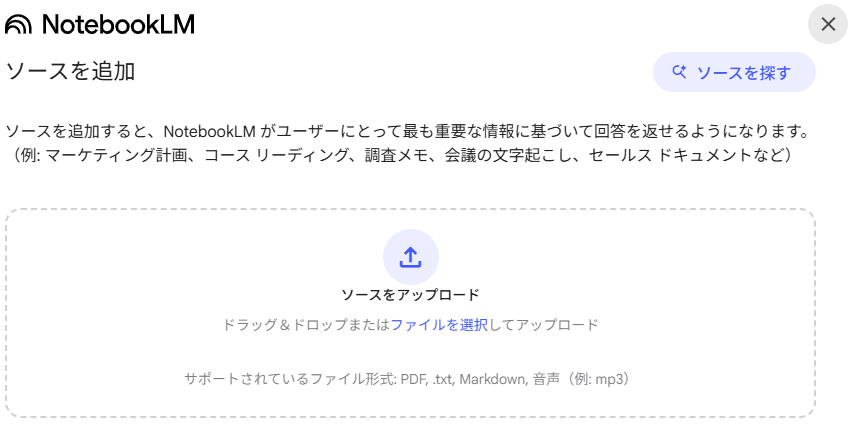 NotebookLM
ソースを追加
ソースを探す
ソースを追加すると、NotebookLM がユーザーにとって最も重要な情報に基づいて回答を返せるようになります。
（例: マーケティング計画、コース リーディング、調査メモ、会議の文字起こし、セールス ドキュメントなど）
ソースをアップロード
ドラッグ＆ドロップまたはファイルを選択してアップロード
サポートされているファイル形式: PDF, .txt, Markdown, 音声（例: mp3）